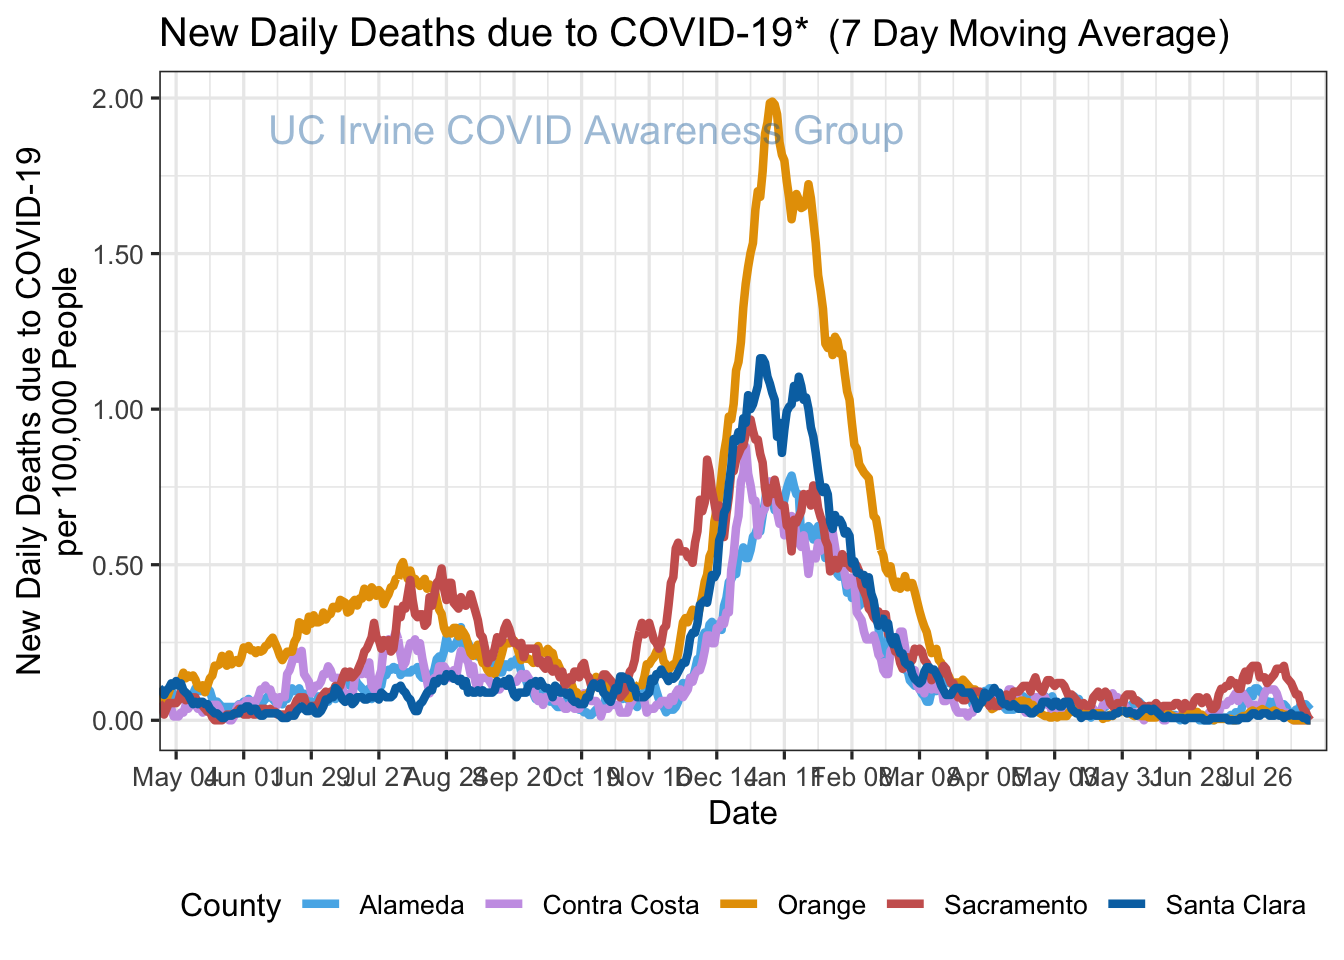 New Daily Deaths due to COVID-19* (7 Day Moving Average)
UC Irvine COVID Awareness Group
New Daily Deaths due to COVID-19
per 100,000 People
2.00
1.50
1.00
0.50
0.00
May 04 Jun 01 Jun 29 Jul 27 Aug 24 Sep 21 Oct 19 Nov 16 Dec 14 Jan 11 Feb 08 Mar 08 Apr 05 May 03 May 31 Jun 28 Jul 26
Date
County Alameda Contra Costa Orange Sacramento Santa Clara